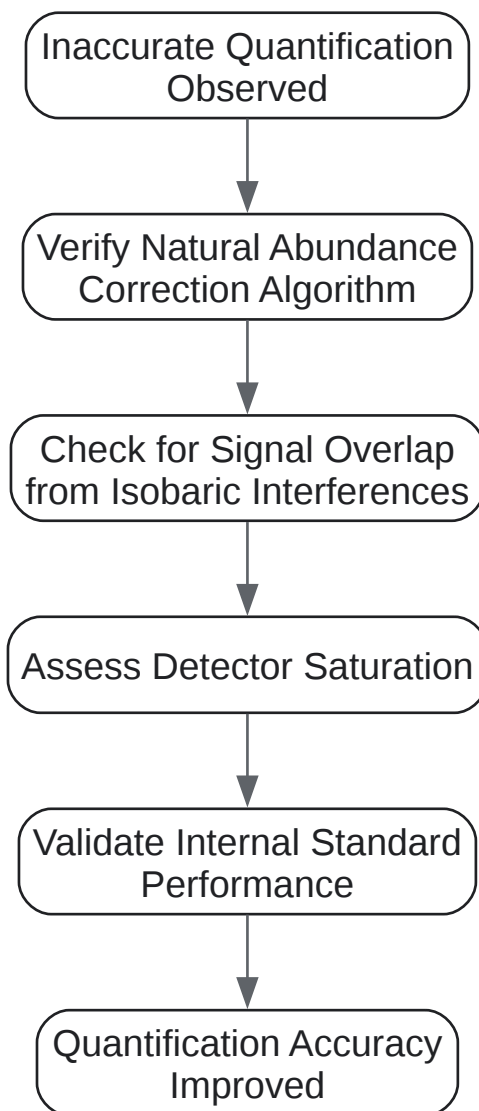 Inaccurate Quantification
Observed
Verify Natural Abundance
Correction Algorithm
Check for Signal Overlap
from Isobaric Interferences
Assess Detector Saturation
Validate Internal Standard
Performance
Quantification Accuracy
Improved